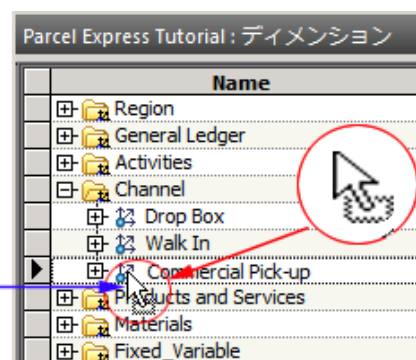 Parcel Express Tutorial : ディメンション
Name
Region
General Ledger
Activities
Channel
Drop Box
Walk In
Commercial Pick-up
Products and Services
Materials
Fixed_Variable